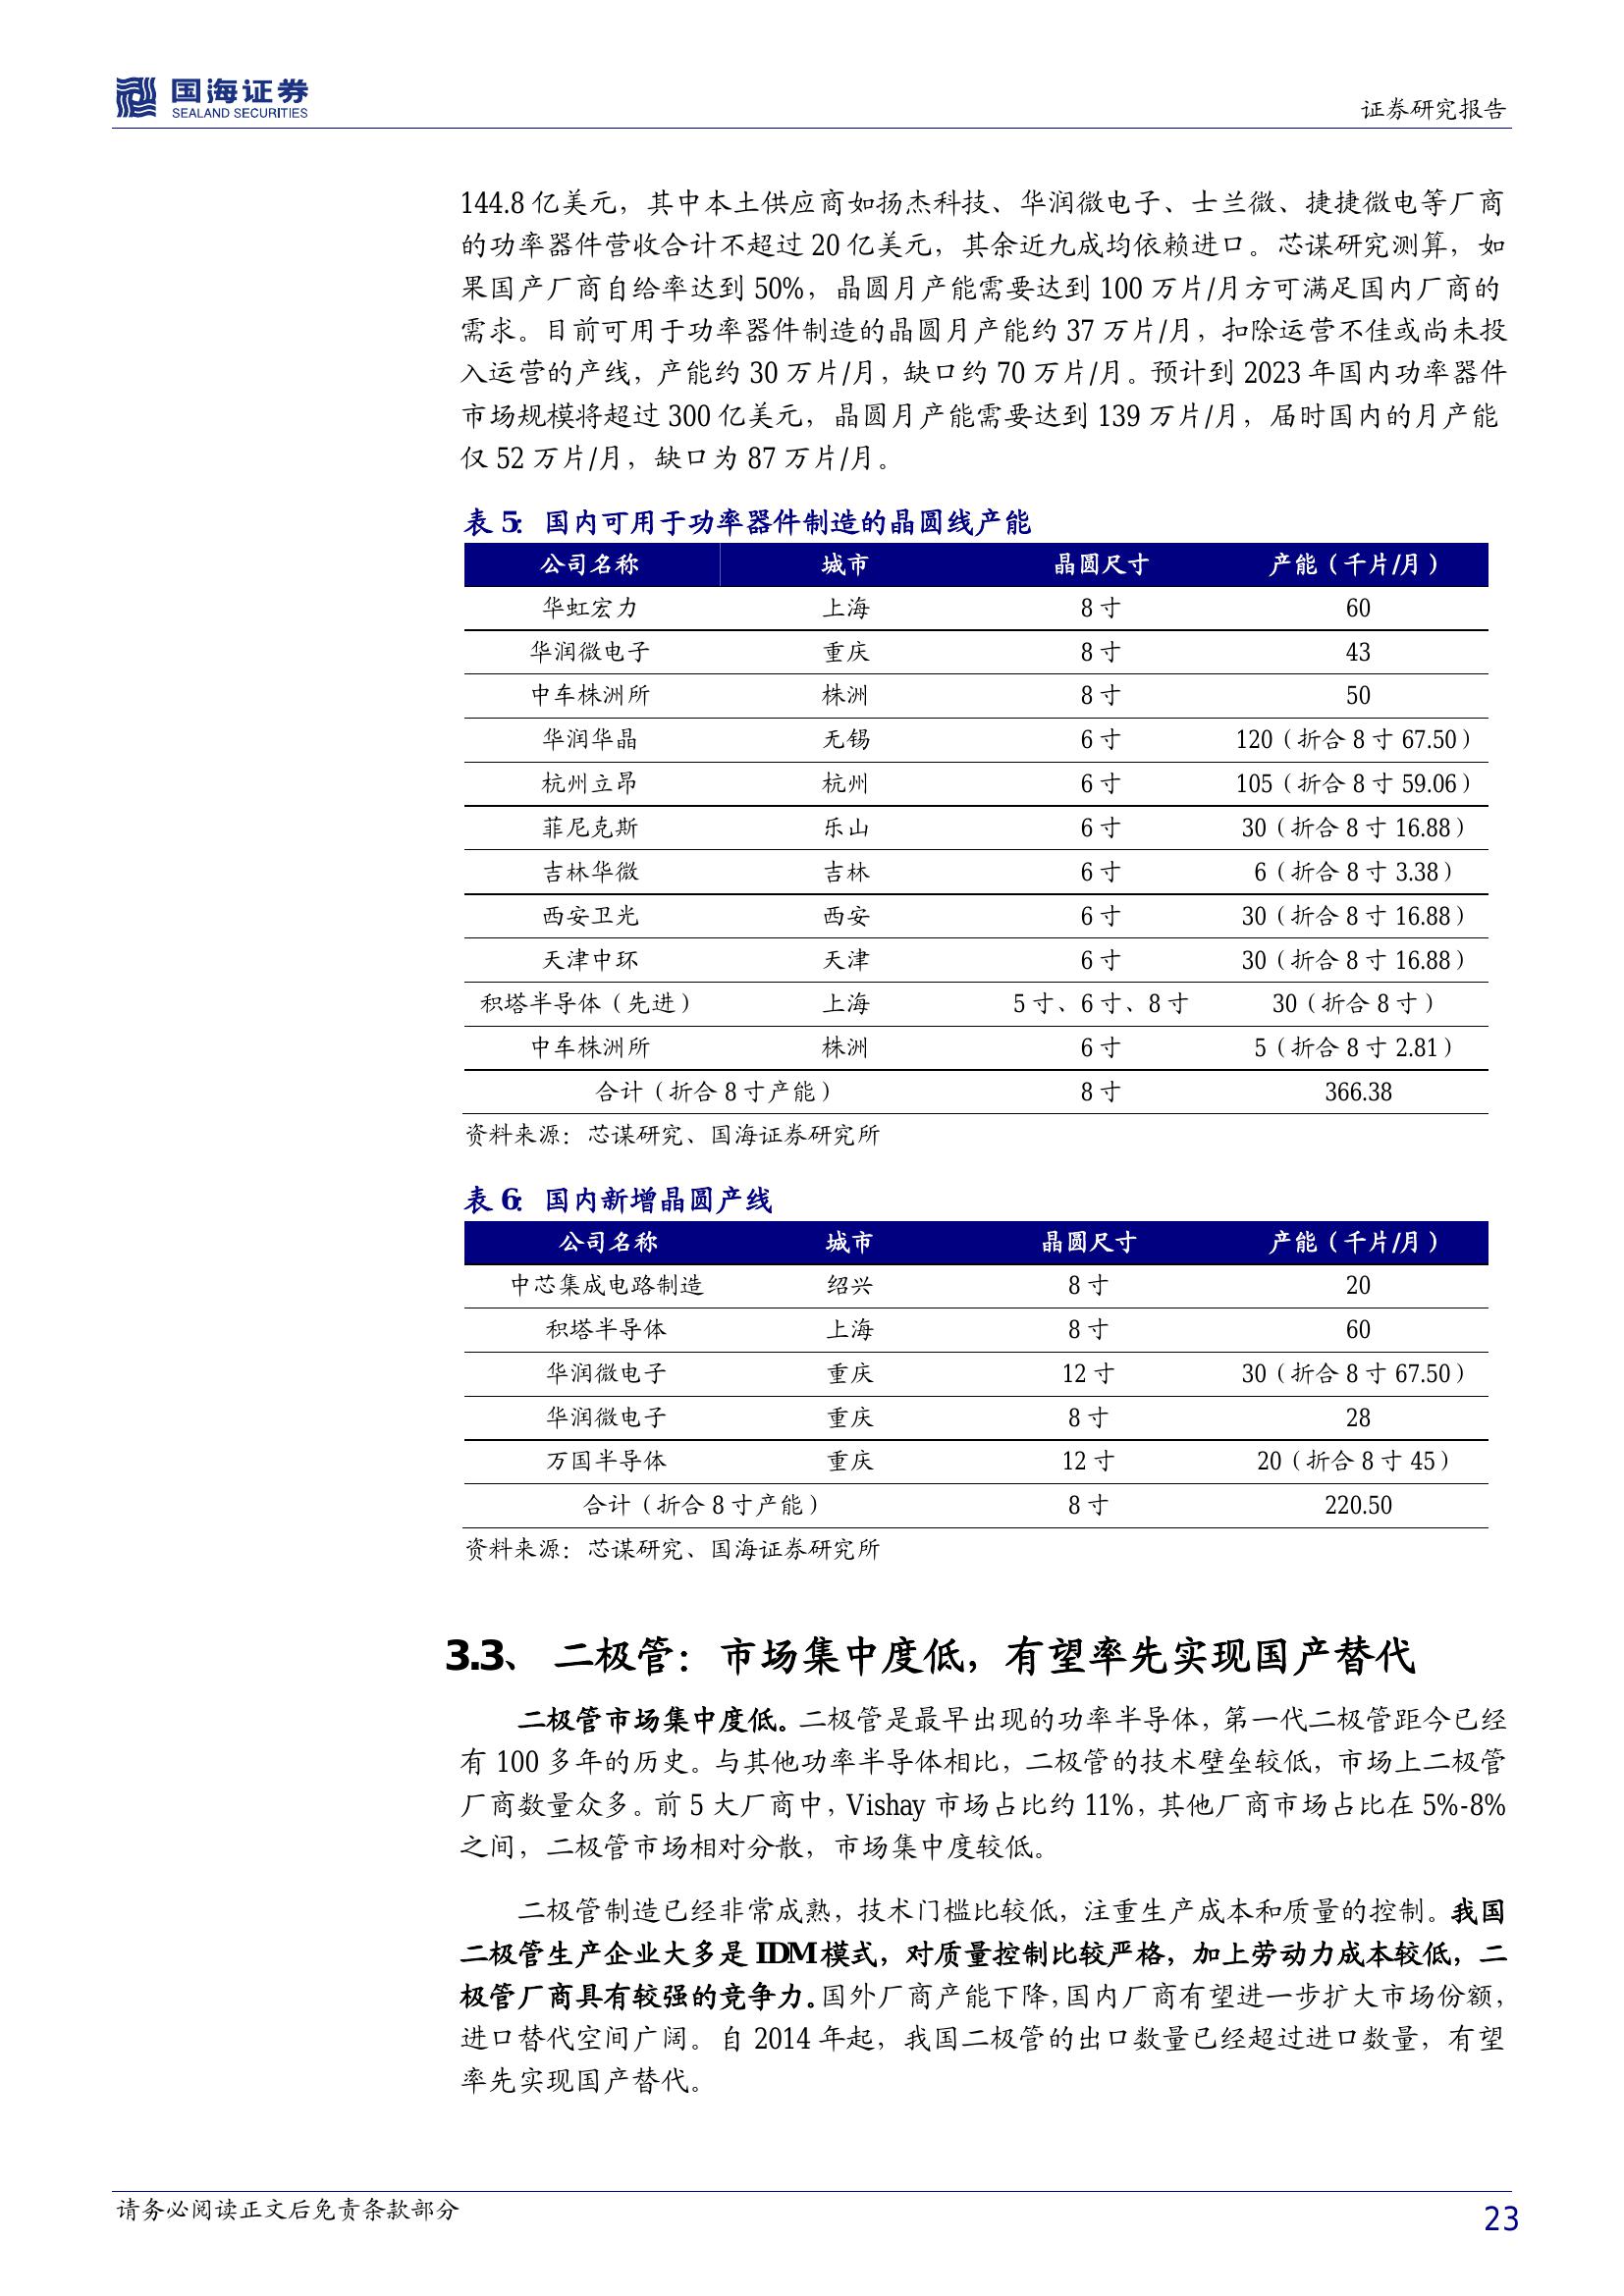 国海证券
SEALAND SECURITIES
证券研究报告
144.8 亿美元，其中本土供应商如扬杰科技、华润微电子、士兰微、捷捷微电等厂商
的功率器件营收合计不超过 20 亿美元，其余近九成均依赖进口。芯谋研究测算，如
果国产厂商自给率达到 50%，晶圆月产能需要达到 100 万片/月方可满足国内厂商的
需求。目前可用于功率器件制造的晶圆月产能约 37 万片/月，扣除运营不佳或尚未投
入运营的产线，产能约 30 万片/月，缺口约 70 万片/月。预计到 2023 年国内功率器件
市场规模将超过 300 亿美元，晶圆月产能需要达到 139 万片/月，届时国内的月产能
仅 52 万片/月，缺口为 87 万片/月。
表 5：国内可用于功率器件制造的晶圆线产能
公司名称 城市 晶圆尺寸 产能（千片/月）
华虹宏力 上海 8 寸 60
华润微电子 重庆 8 寸 43
中车株洲所 株洲 8 寸 50
华润华晶 无锡 6 寸 120（折合 8 寸 67.50）
杭州立昂 杭州 6 寸 105（折合 8 寸 59.06）
菲尼克斯 乐山 6 寸 30（折合 8 寸 16.88）
吉林华微 吉林 6 寸 6（折合 8 寸 3.38）
西安卫光 西安 6 寸 30（折合 8 寸 16.88）
天津中环 天津 6 寸 30（折合 8 寸 16.88）
积塔半导体（先进） 上海 5 寸、6 寸、8 寸 30（折合 8 寸）
中车株洲所 株洲 6 寸 5（折合 8 寸 2.81）
合计（折合 8 寸产能） 8 寸 366.38
资料来源：芯谋研究、国海证券研究所
表 6：国内新增晶圆产线
公司名称 城市 晶圆尺寸 产能（千片/月）
中芯集成电路制造 绍兴 8 寸 20
积塔半导体 上海 8 寸 60
华润微电子 重庆 12 寸 30（折合 8 寸 67.50）
华润微电子 重庆 8 寸 28
万国半导体 重庆 12 寸 20（折合 8 寸 45）
合计（折合 8 寸产能） 8 寸 220.50
资料来源：芯谋研究、国海证券研究所
3.3、 二极管：市场集中度低，有望率先实现国产替代
二极管市场集中度低。二极管是最早出现的功率半导体，第一代二极管距今已经
有 100 多年的历史。与其他功率半导体相比，二极管的技术壁垒较低，市场上二极管
厂商数量众多。前 5 大厂商中，Vishay 市场占比约 11%，其他厂商市场占比在 5%-8%
之间，二极管市场相对分散，市场集中度较低。
二极管制造已经非常成熟，技术门槛比较低，注重生产成本和质量的控制。我国
二极管生产企业大多是 IDM 模式，对质量控制比较严格，加上劳动力成本较低，二
极管厂商具有较强的竞争力。国外厂商产能下降，国内厂商有望进一步扩大市场份额，
进口替代空间广阔。自 2014 年起，我国二极管的出口数量已经超过进口数量，有望
率先实现国产替代。
请务必阅读正文后免责条款部分
23